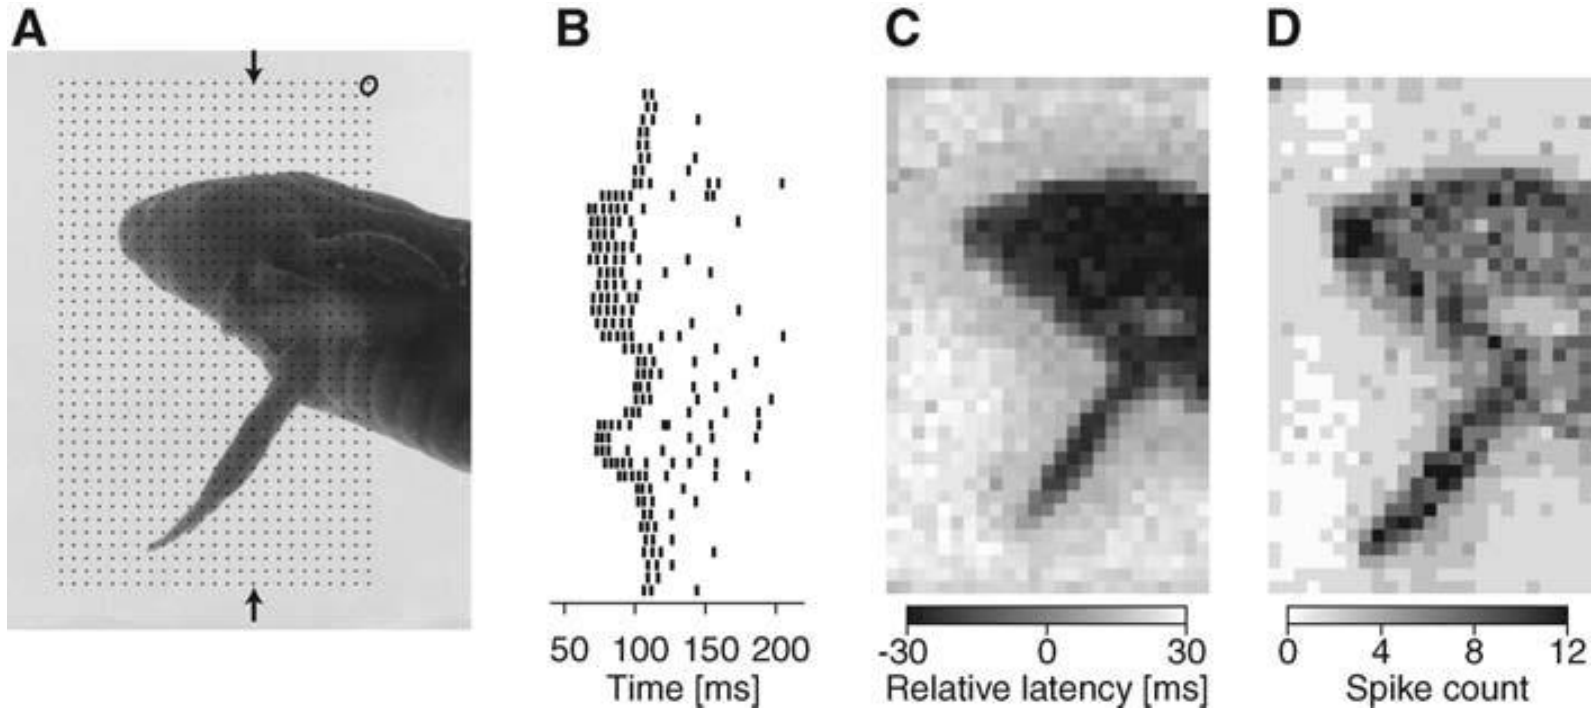 A B C D
50 100 150 200
Time [ms]
-30 0 30
Relative latency [ms]
0 4 8 12
Spike count